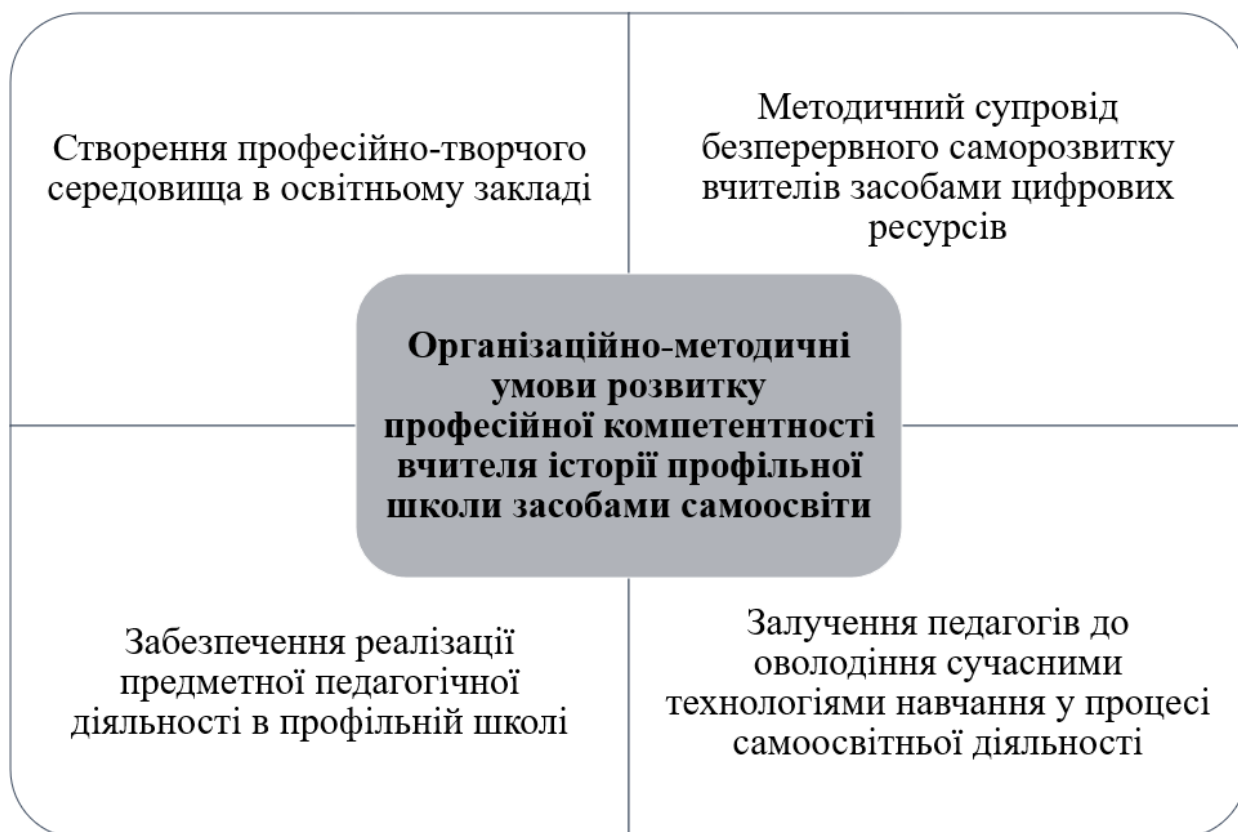 Створення професійно-творчого
середовища в освітньому закладі
Методичний супровід
безперервного саморозвитку
вчителів засобами цифрових
ресурсів
Організаційно-методичні
умови розвитку
професійної компетентності
вчителя історії профільної
школи засобами самоосвіти
Забезпечення реалізації
предметної педагогічної
діяльності в профільній школі
Залучення педагогів до
оволодіння сучасними
технологіями навчання у процесі
самоосвітньої діяльності